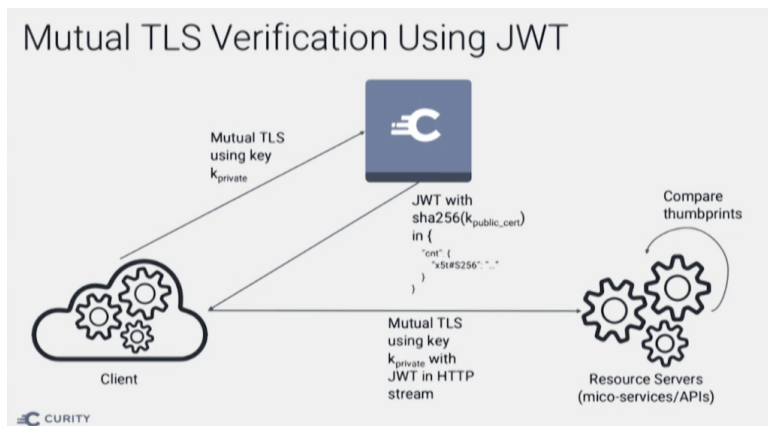 Mutual TLS Verification Using JWT
Mutual TLS
using key
kprivate
JWT with
sha256(kpublic_cert)
in {
"cnt": {
"x5t#S256": "..."
}
}
Compare
thumbprints
Mutual TLS
using key
kprivate with
JWT in HTTP
stream
Client
Resource Servers
(mico-services/APIs)
CURITY